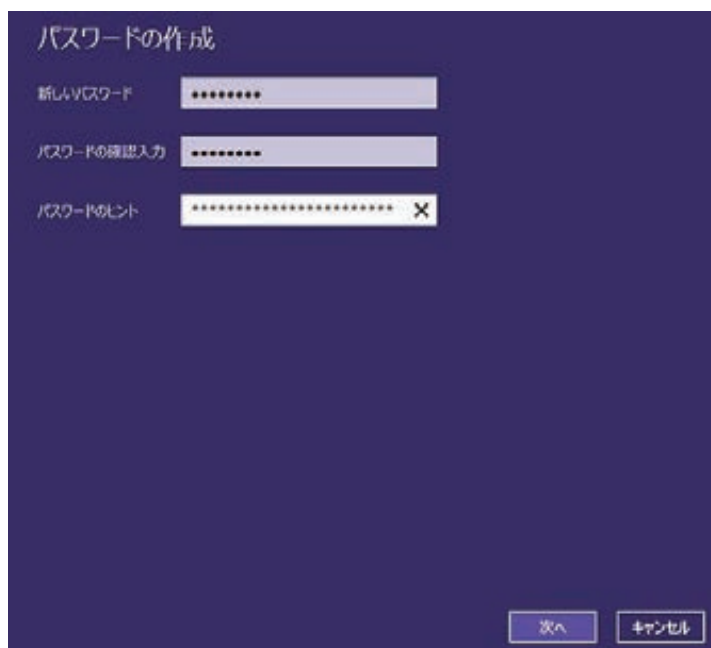 パスワードの作成
新しいパスワード ••••••••
パスワードの確認入力 ••••••••
パスワードのヒント *********************** ×
次へ キャンセル